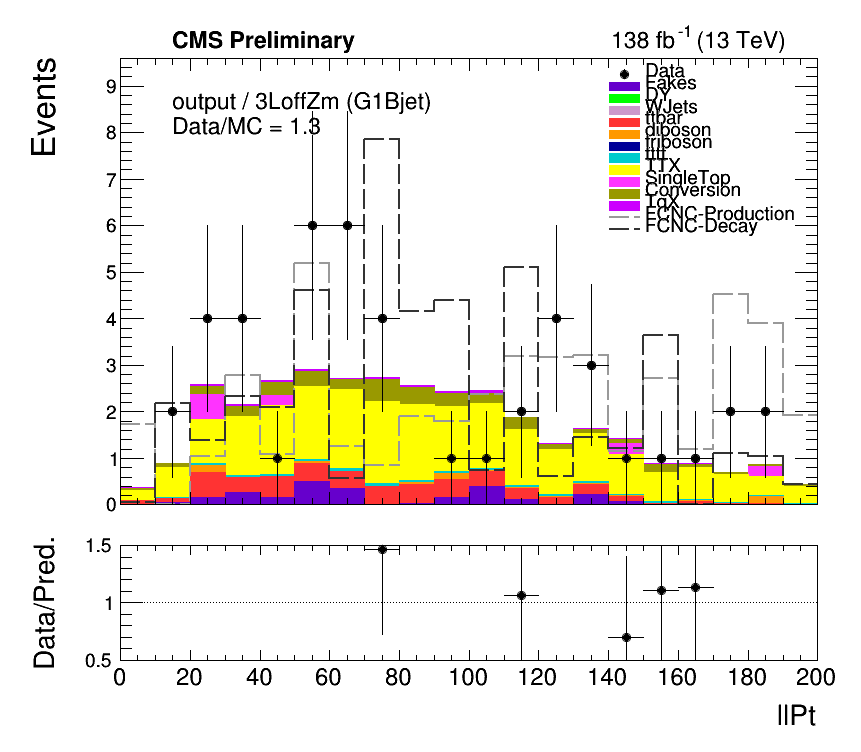 CMS Preliminary
138 fb-1 (13 TeV)
Events
output / 3LoffZm (G1Bjet)
Data/MC = 1.3
Data
Fakes
DY
WJets
ttbar
diboson
triboson
tttt
TTX
SingleTop
Conversion
TqX
FCNC-Production
FCNC-Decay
9
8
7
6
5
4
3
2
1
0
Data/Pred.
1.5
1
0.5
0 20 40 60 80 100 120 140 160 180 200
llPt